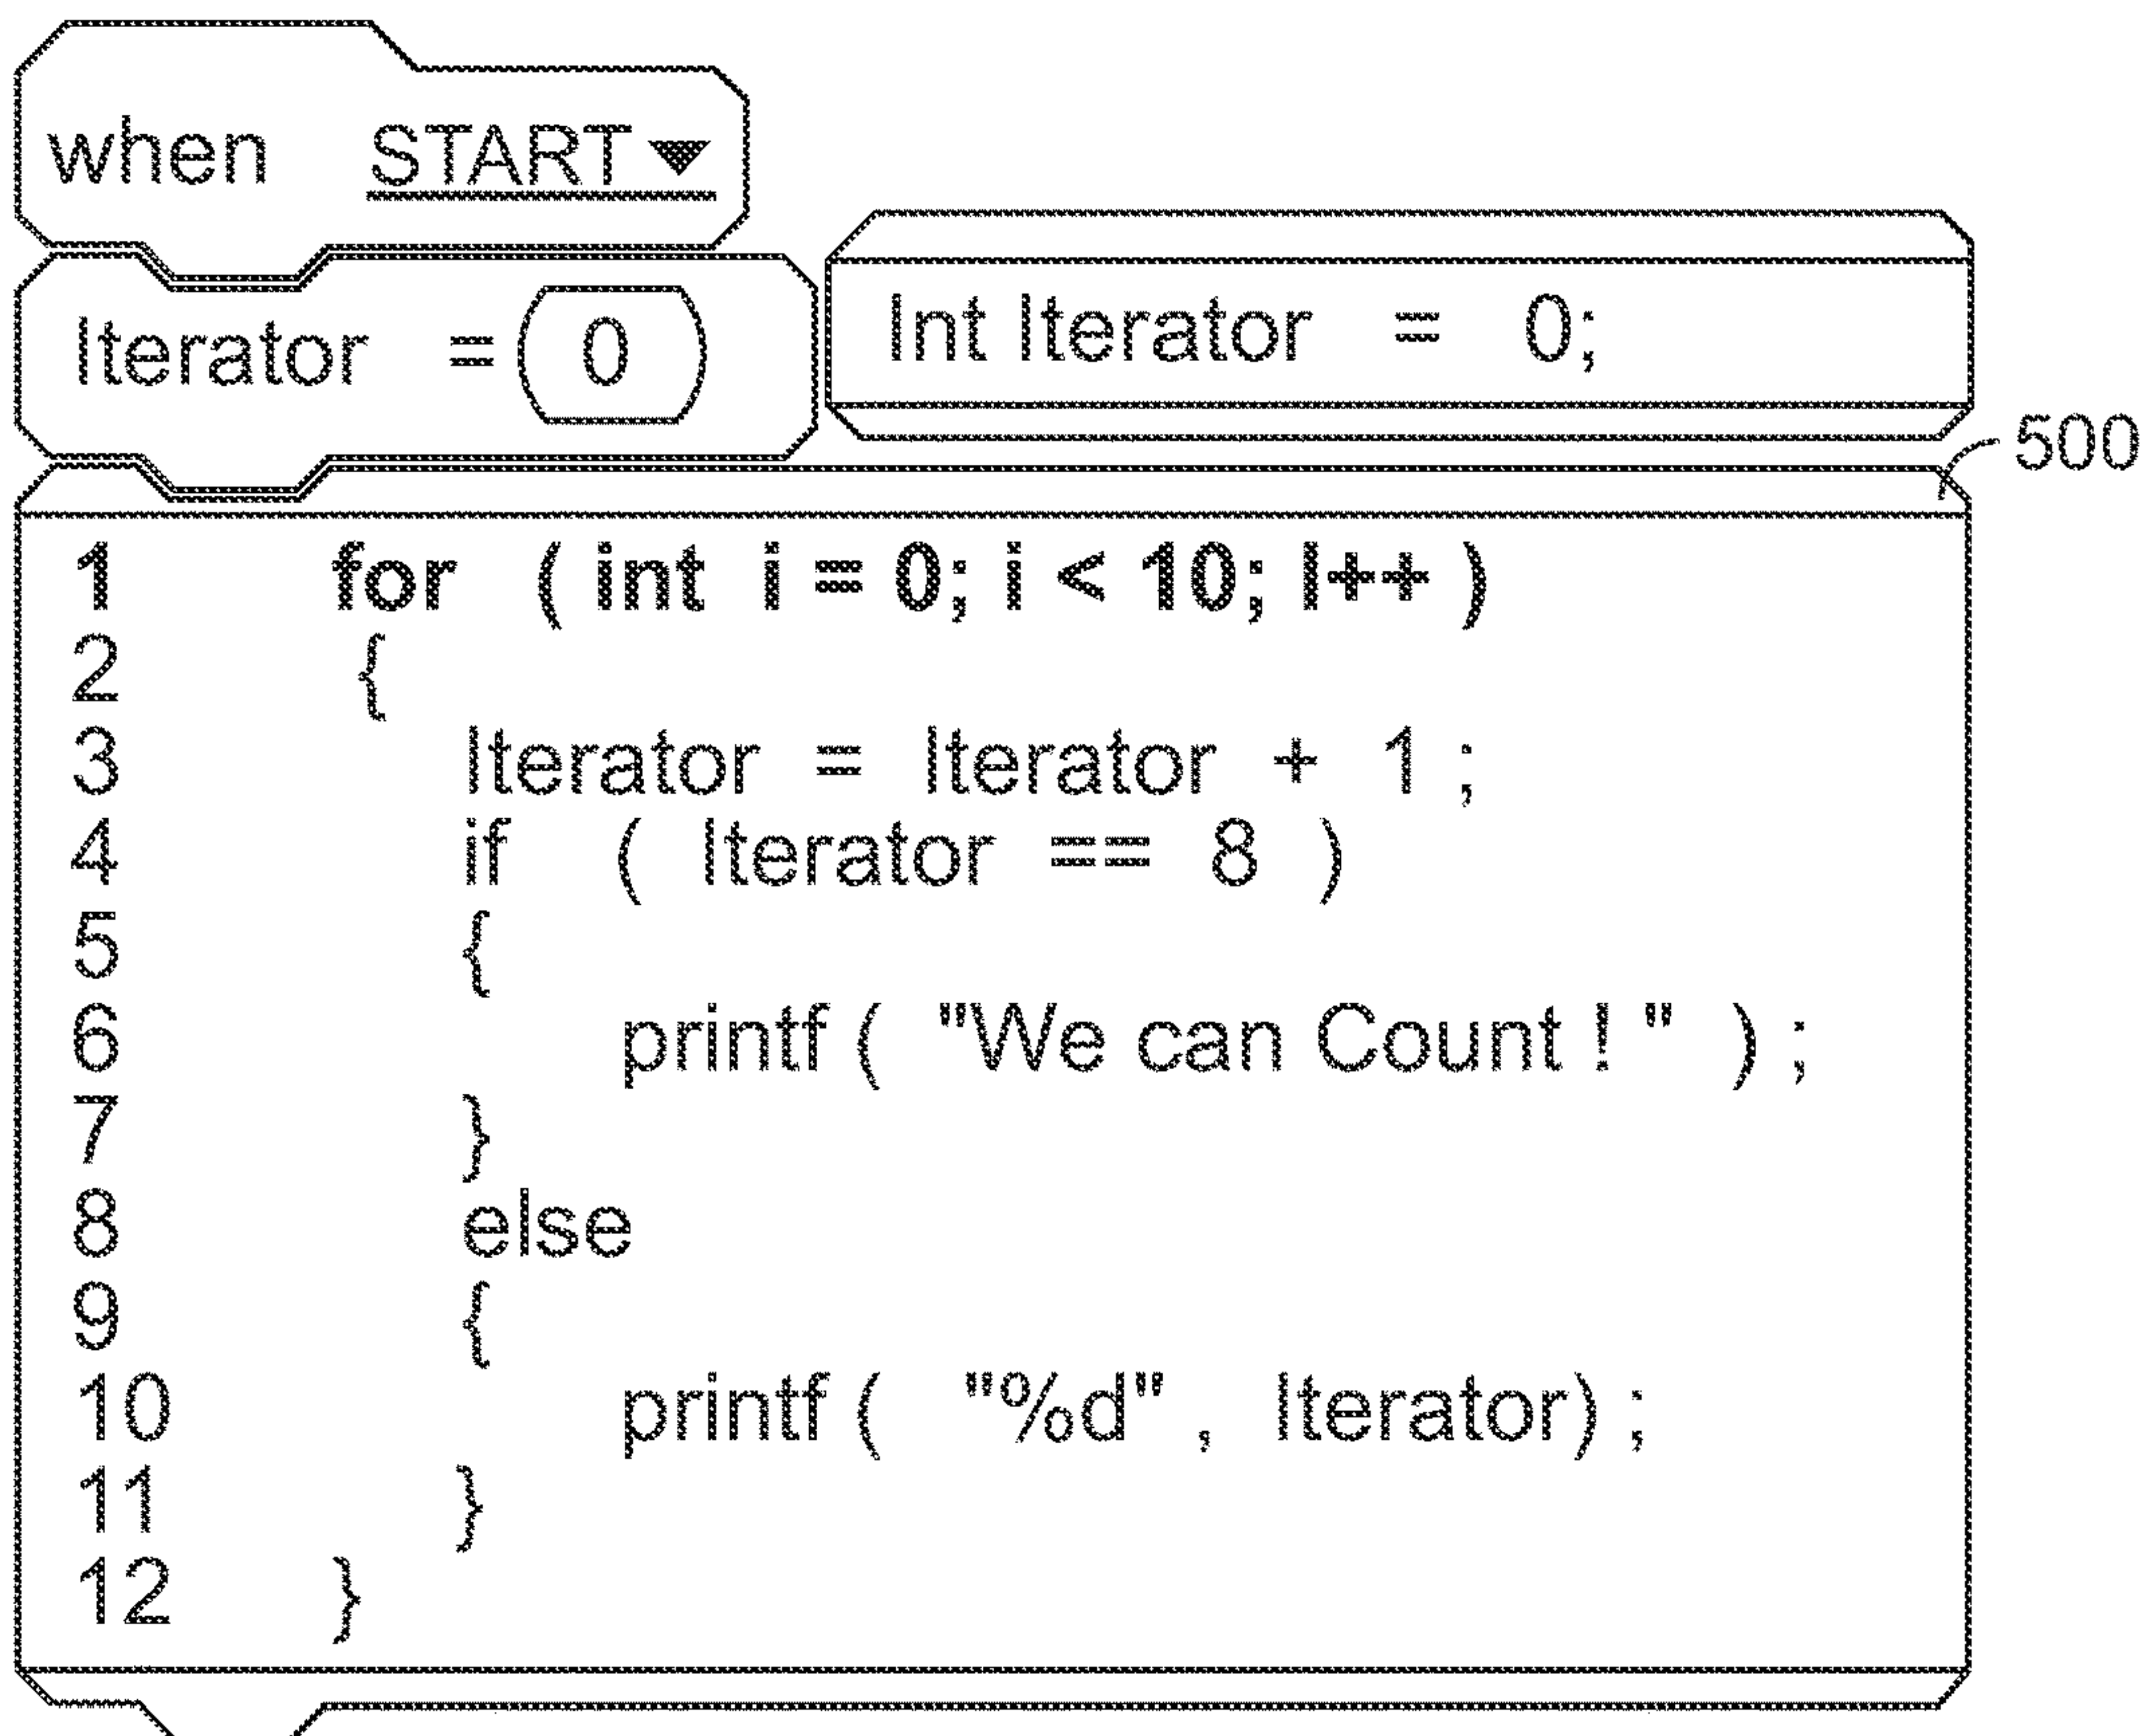 when START
Iterator = 0
Int Iterator = 0;
500
1 for ( int i = 0; i < 10; I++ )
2 {
3 Iterator = Iterator + 1 ;
4 if ( Iterator == 8 )
5 {
6 printf ( "We can Count ! " ) ;
7 }
8 else
9 {
10 printf ( "%d" , Iterator) ;
11 }
12 }